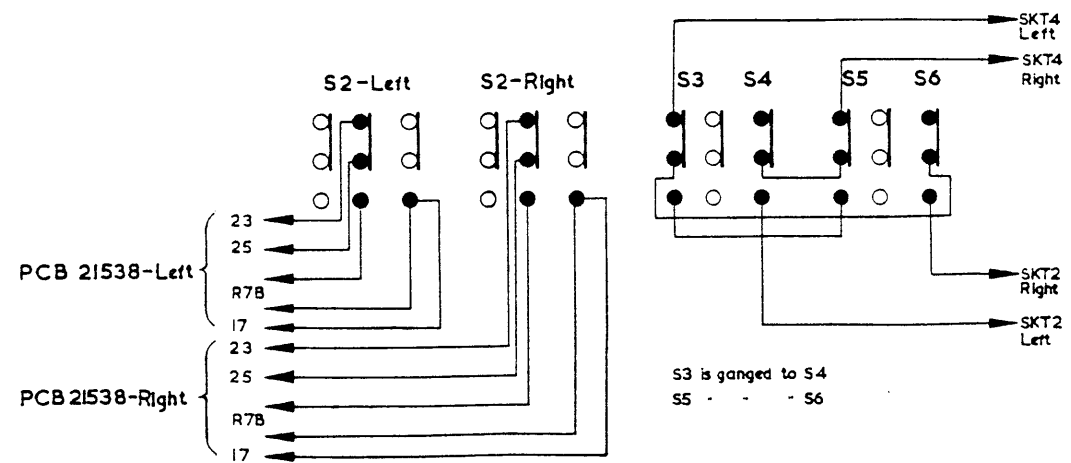 SKT4
Left
SKT4
Right
S2-Left
S2-Right
S3
S4
S5
S6
23
25
PCB 21538-Left
R7B
17
23
25
PCB 21538-Right
R7B
17
SKT2
Right
SKT2
Left
S3 is ganged to S4
S5 - - - S6